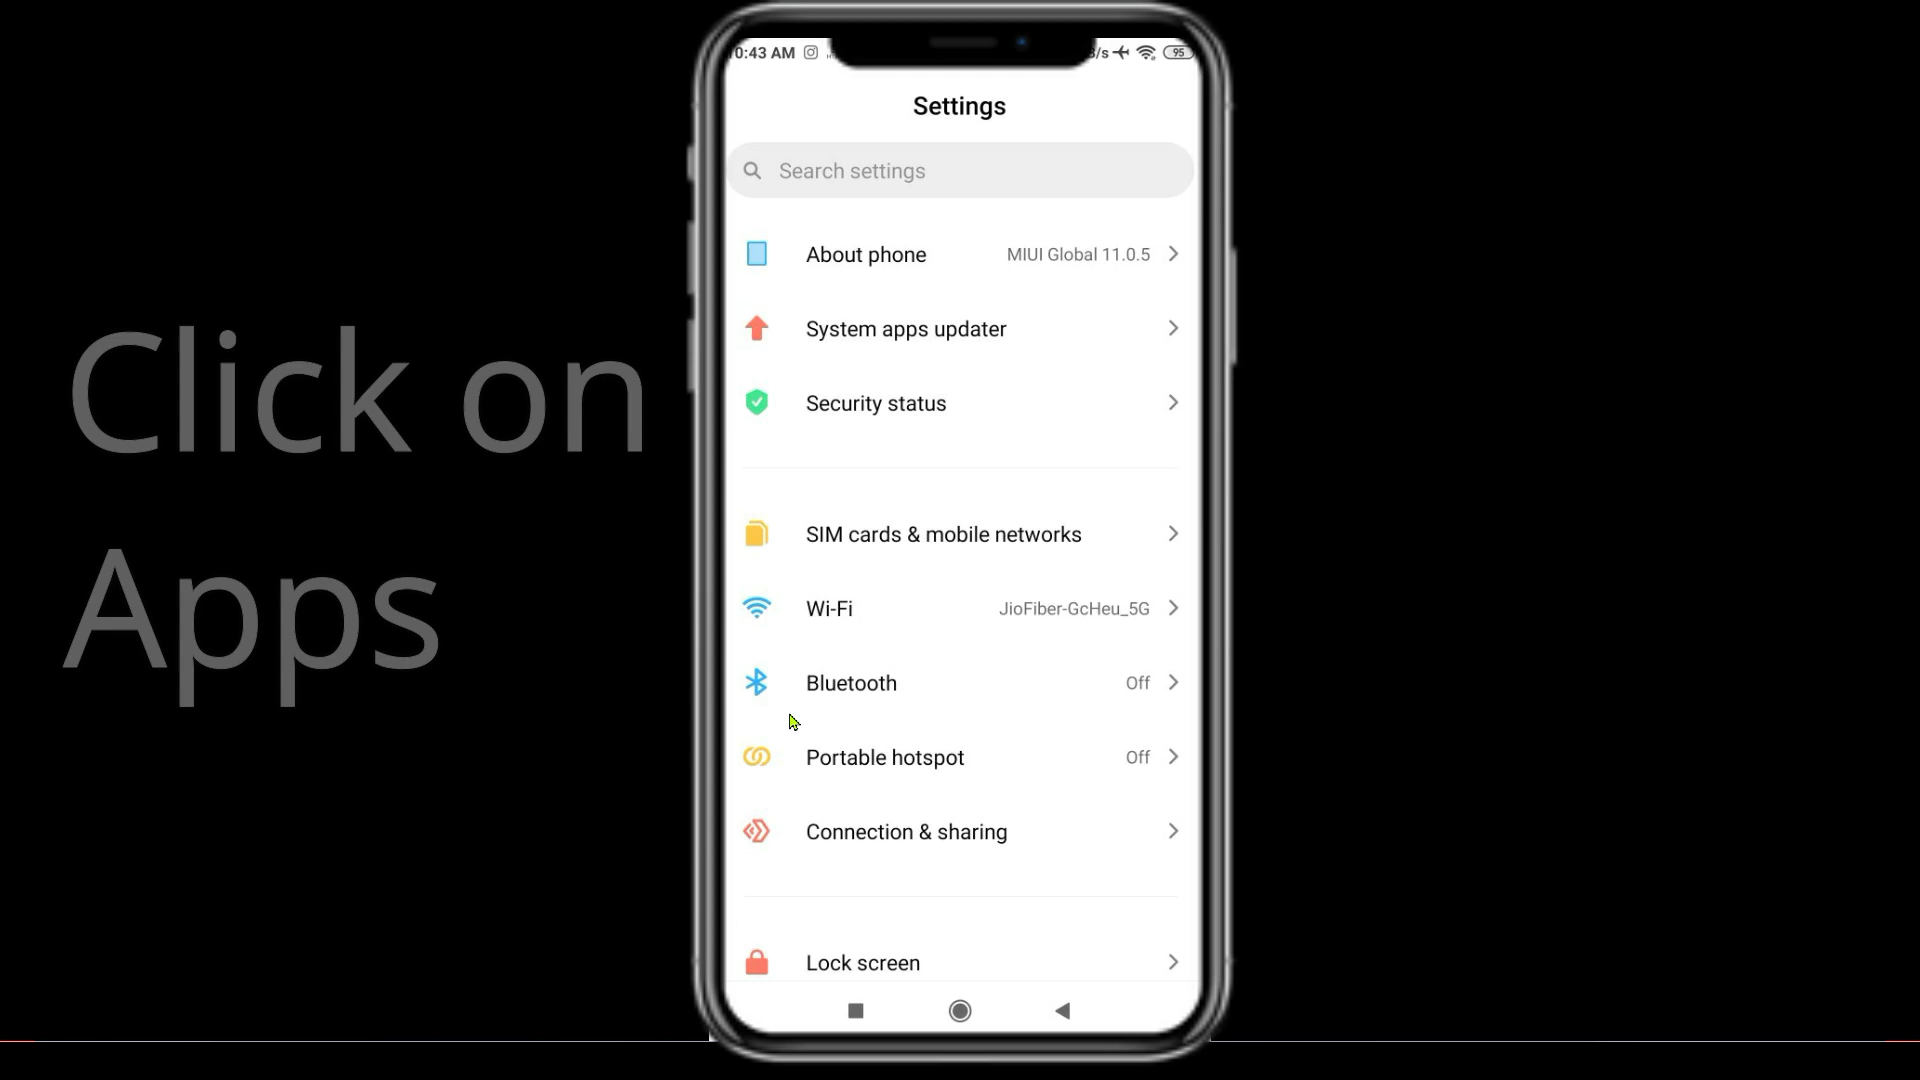 Click on
Apps
0:43 AM
/s
95
Settings
Search settings
About phone
MIUI Global 11.0.5
System apps updater
Security status
SIM cards & mobile networks
Wi-Fi
JioFiber-GcHeu_5G
Bluetooth
Off
Portable hotspot
Off
Connection & sharing
Lock screen